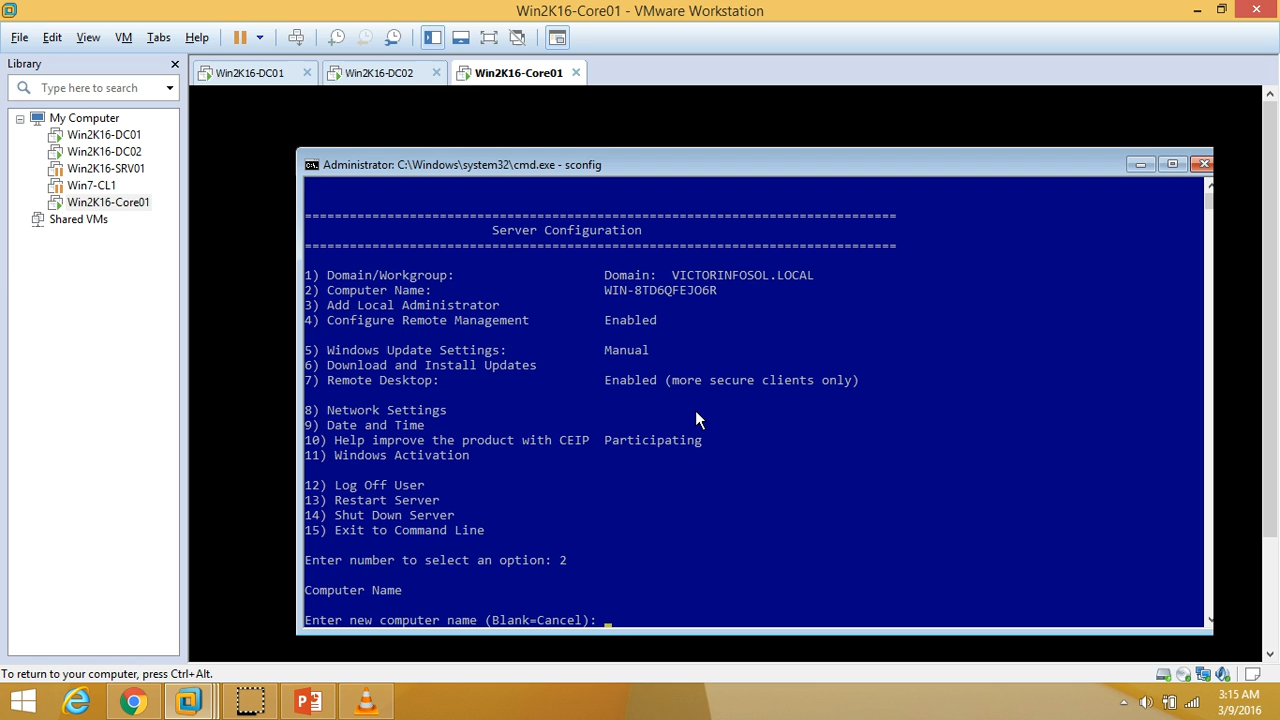 Win2K16-Core01 - VMware Workstation
File Edit View VM Tabs Help
Library
Type here to search
My Computer
Win2K16-DC01
Win2K16-DC02
Win2K16-SRV01
Win7-CL1
Win2K16-Core01
Shared VMs
Win2K16-DC01 Win2K16-DC02 Win2K16-Core01
Administrator: C:\Windows\system32\cmd.exe - sconfig
===============================================================================
Server Configuration
===============================================================================
1) Domain/Workgroup: Domain: VICTORINFOSOL.LOCAL
2) Computer Name: WIN-8TD6QFEJO6R
3) Add Local Administrator
4) Configure Remote Management Enabled
5) Windows Update Settings: Manual
6) Download and Install Updates
7) Remote Desktop: Enabled (more secure clients only)
8) Network Settings
9) Date and Time
10) Help improve the product with CEIP Participating
11) Windows Activation
12) Log Off User
13) Restart Server
14) Shut Down Server
15) Exit to Command Line
Enter number to select an option: 2
Computer Name
Enter new computer name (Blank=Cancel):
To return to your computer, press Ctrl+Alt.
3:15 AM
3/9/2016